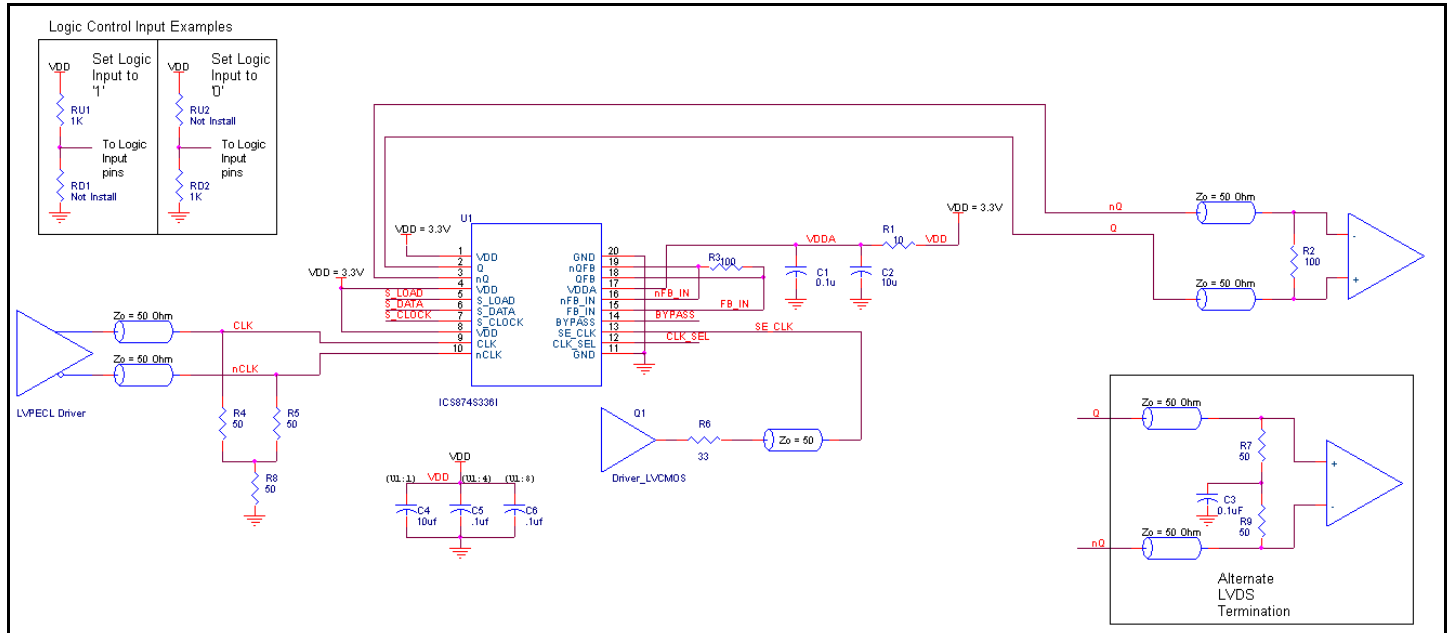 Logic Control Input Examples
VDD
Set Logic
Input to
'1'
RU1
1K
To Logic
Input
pins
RD1
Not Install
VDD
Set Logic
Input to
'0'
RU2
Not Install
To Logic
Input
pins
RD2
1K
U1
VDD = 3.3V
VDD = 3.3V
S_LOAD
S_DATA
S_CLOCK
1 VDD
2 Q
3 nQ
4 VDD
5 S_LOAD
6 S_DATA
7 S_CLOCK
8 VDD
9 CLK
10 nCLK
GND 20
nQFB 19
QFB 18
VDDA 17
nFB_IN 16
FB_IN 15
BYPASS 14
SE_CLK 13
CLK_SEL 12
GND 11
ICS874S336I
R3
100
nFB_IN
FB_IN
BYPASS
SE CLK
CLK_SEL
VDDA
R1
10
VDD
VDD = 3.3V
C1
0.1u
C2
10u
nQ
Q
Zo = 50 Ohm
Zo = 50 Ohm
R2
100
-
+
LVPECL Driver
Zo = 50 Ohm
CLK
Zo = 50 Ohm
nCLK
R4
50
R5
50
R8
50
VDD
(U1:1)
VDD
(U1:4)
(U1:8)
C4
10uf
C5
.1uf
C6
.1uf
Q1
Driver_LVCMOS
R6
33
Zo = 50
Q
Zo = 50 Ohm
R7
50
C3
0.1uF
R9
50
nQ
Zo = 50 Ohm
+
-
Alternate
LVDS
Termination